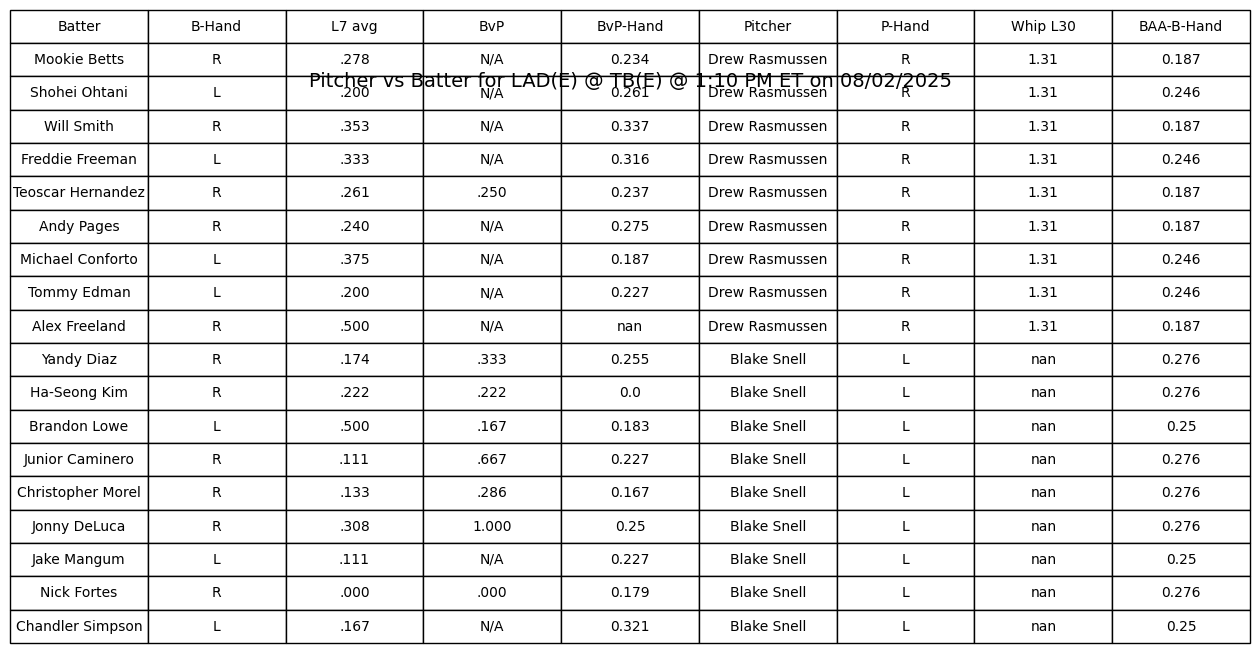 Batter B-Hand L7 avg BvP BvP-Hand Pitcher P-Hand Whip L30 BAA-B-Hand
Mookie Betts R .278 N/A 0.234 Drew Rasmussen R 1.31 0.187
Pitcher vs Batter for LAD(E) @ TB(E) @ 1:10 PM ET on 08/02/2025
Shohei Ohtani L .200 N/A 0.261 Drew Rasmussen R 1.31 0.246
Will Smith R .353 N/A 0.337 Drew Rasmussen R 1.31 0.187
Freddie Freeman L .333 N/A 0.316 Drew Rasmussen R 1.31 0.246
Teoscar Hernandez R .261 .250 0.237 Drew Rasmussen R 1.31 0.187
Andy Pages R .240 N/A 0.275 Drew Rasmussen R 1.31 0.187
Michael Conforto L .375 N/A 0.187 Drew Rasmussen R 1.31 0.246
Tommy Edman L .200 N/A 0.227 Drew Rasmussen R 1.31 0.246
Alex Freeland R .500 N/A nan Drew Rasmussen R 1.31 0.187
Yandy Diaz R .174 .333 0.255 Blake Snell L nan 0.276
Ha-Seong Kim R .222 .222 0.0 Blake Snell L nan 0.276
Brandon Lowe L .500 .167 0.183 Blake Snell L nan 0.25
Junior Caminero R .111 .667 0.227 Blake Snell L nan 0.276
Christopher Morel R .133 .286 0.167 Blake Snell L nan 0.276
Jonny DeLuca R .308 1.000 0.25 Blake Snell L nan 0.276
Jake Mangum L .111 N/A 0.227 Blake Snell L nan 0.25
Nick Fortes R .000 .000 0.179 Blake Snell L nan 0.276
Chandler Simpson L .167 N/A 0.321 Blake Snell L nan 0.25